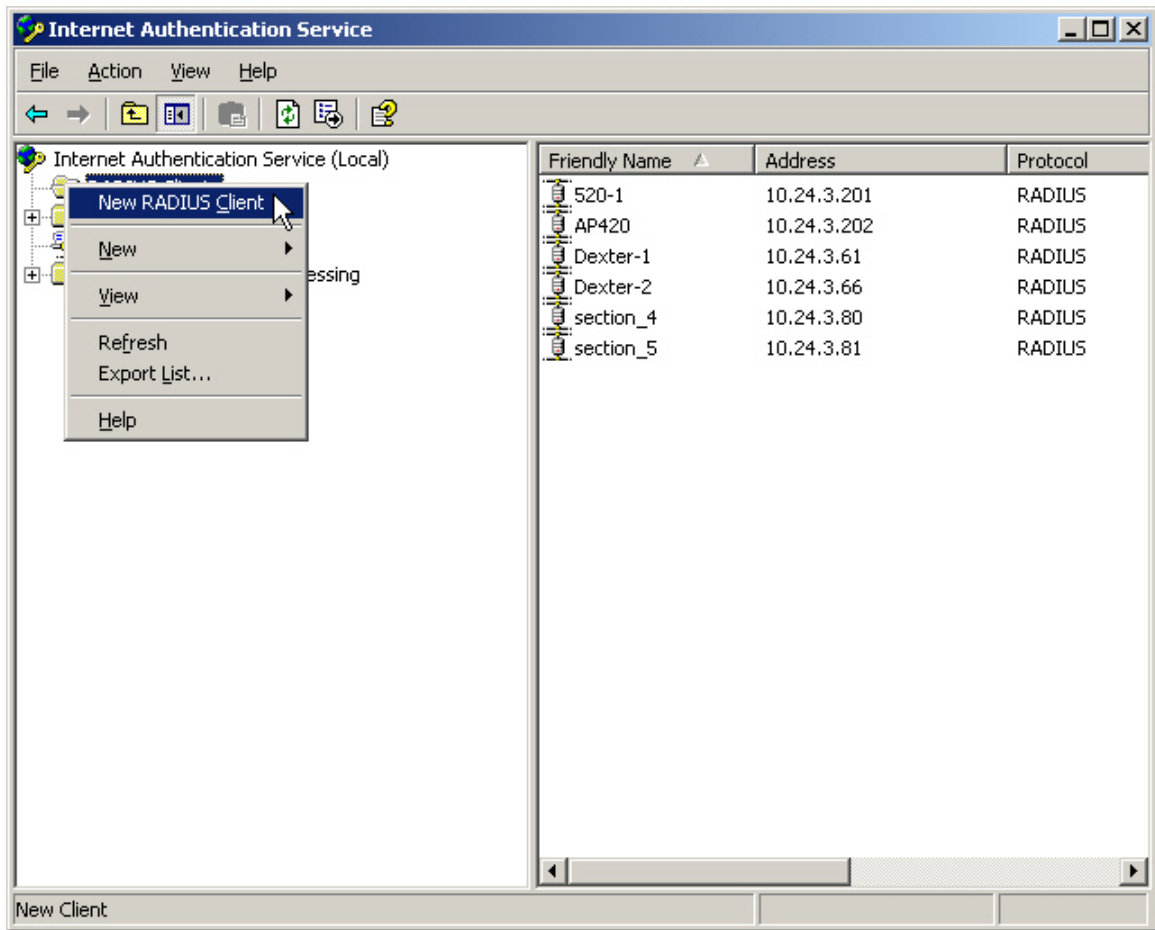 Internet Authentication Service
File Action View Help
Internet Authentication Service (Local)
New RADIUS Client
New
View
essing
Refresh
Export List...
Help
Friendly Name Address Protocol
520-1 10.24.3.201 RADIUS
AP420 10.24.3.202 RADIUS
Dexter-1 10.24.3.61 RADIUS
Dexter-2 10.24.3.66 RADIUS
section_4 10.24.3.80 RADIUS
section_5 10.24.3.81 RADIUS
New Client